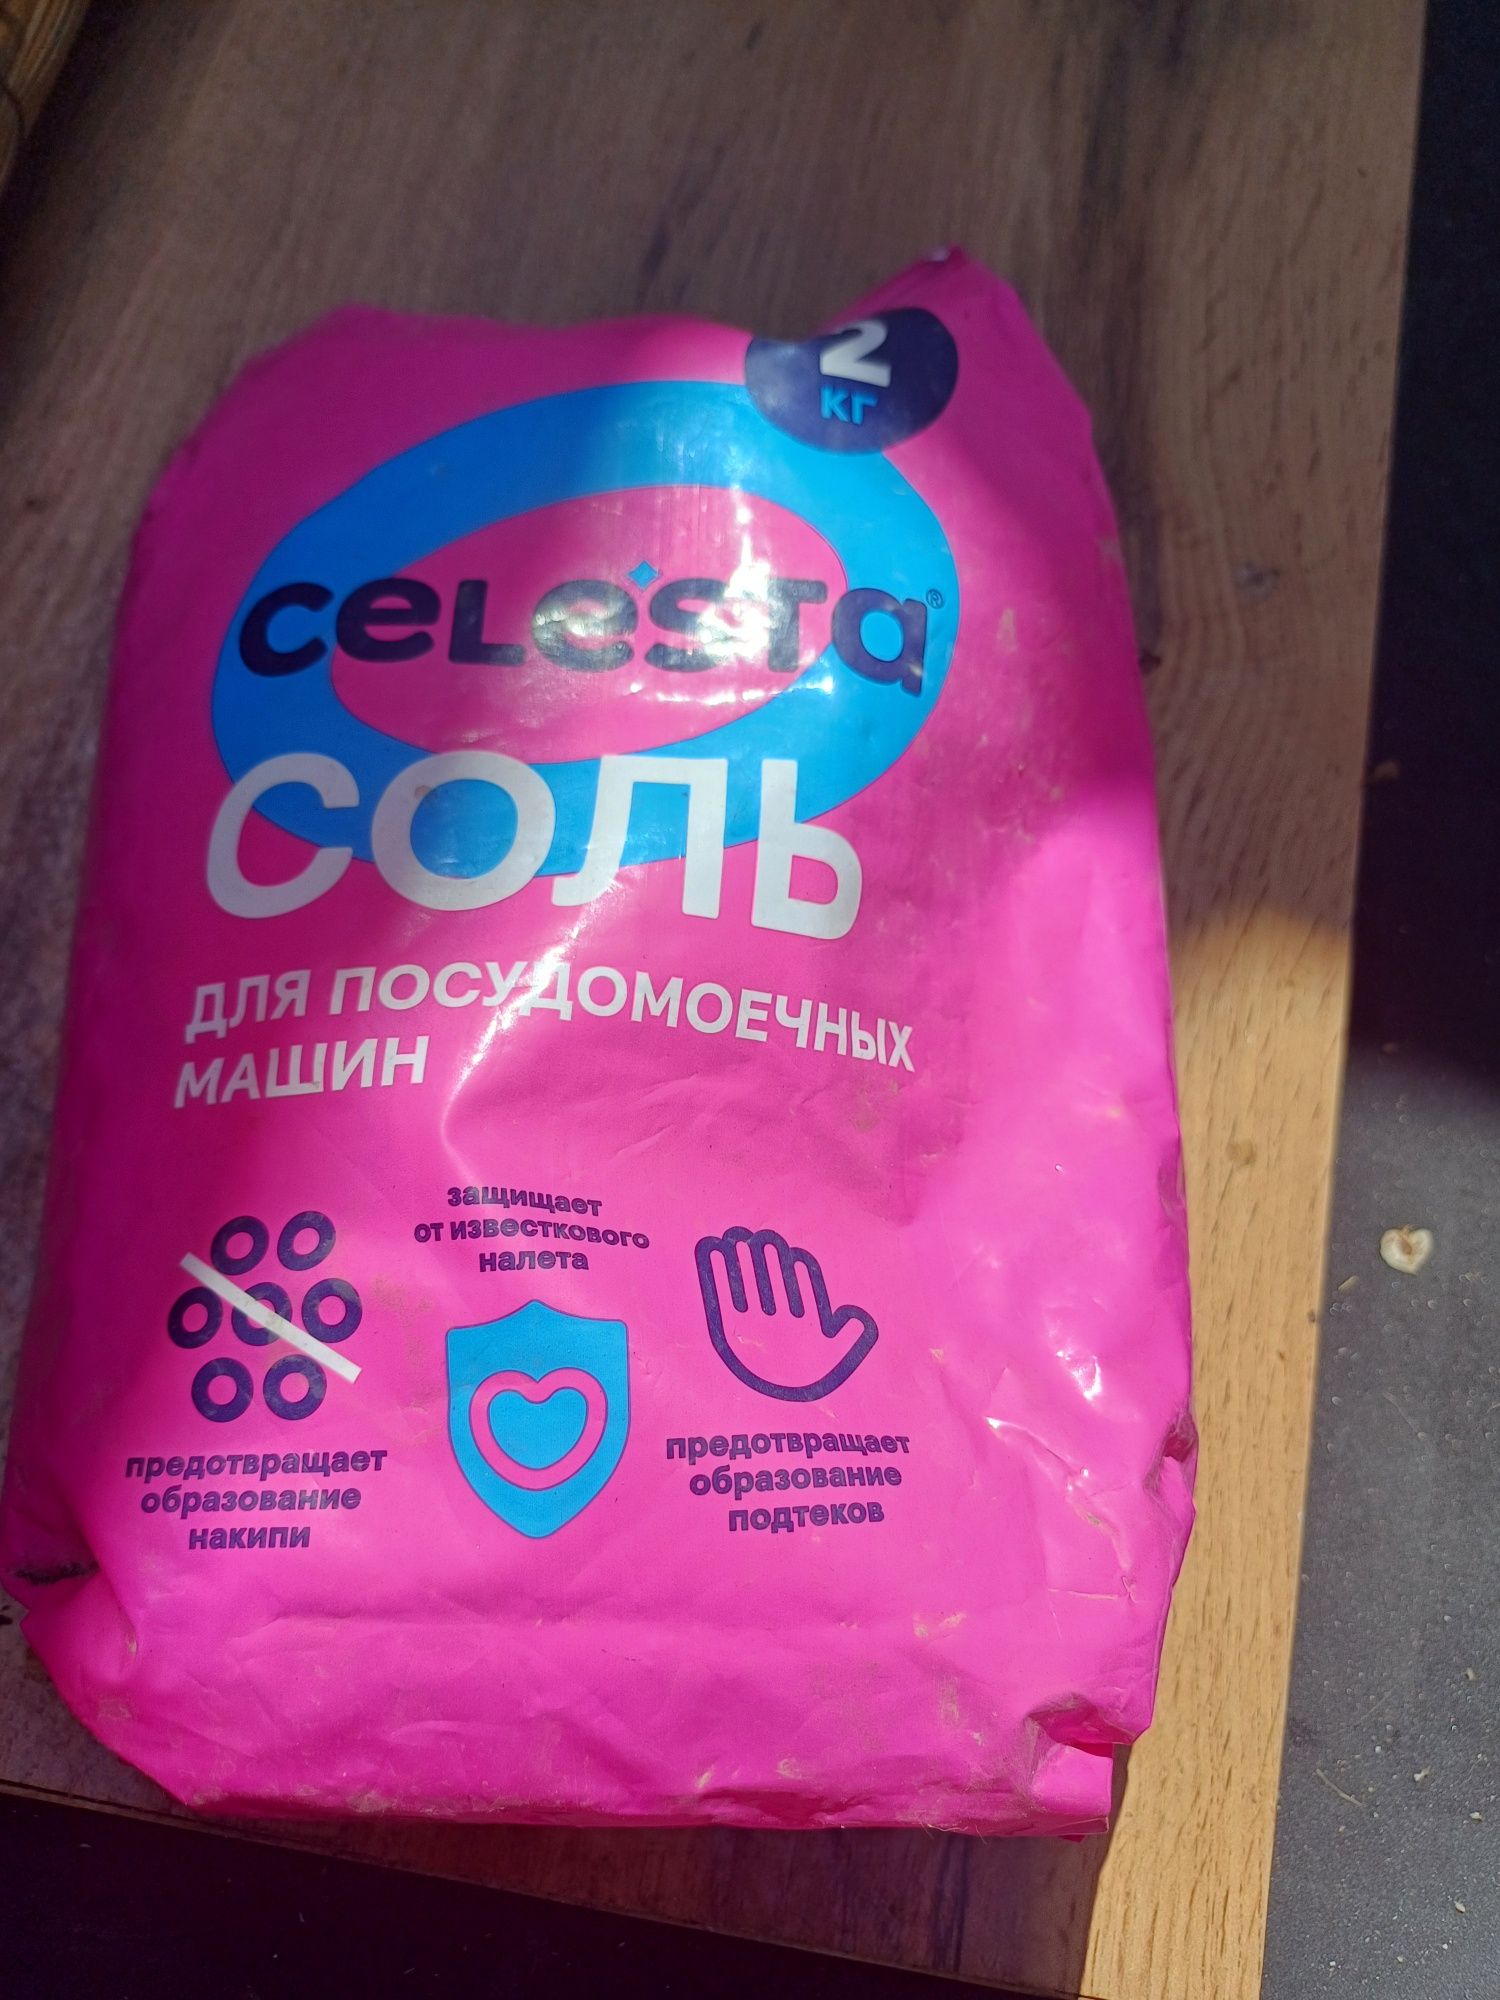 2
кг
celesta®
соль
для посудомоечных
машин
защищает
от известкового
налета
предотвращает
образование
накипи
предотвращает
образование
подтеков